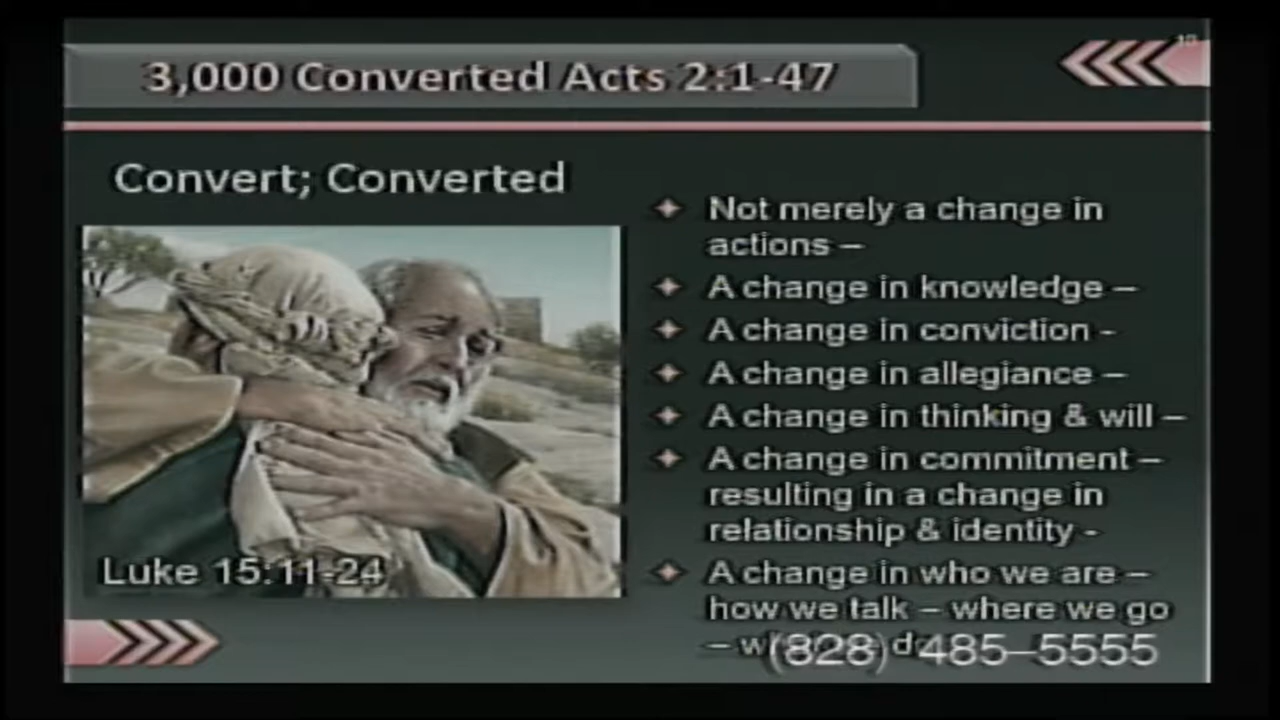 3,000 Converted Acts 2:1-47
Convert; Converted
Not merely a change in
actions –
A change in knowledge –
A change in conviction -
A change in allegiance –
A change in thinking & will –
A change in commitment –
resulting in a change in
relationship & identity -
A change in who we are –
how we talk – where we go
–
(828) 485–5555
Luke 15:11-24